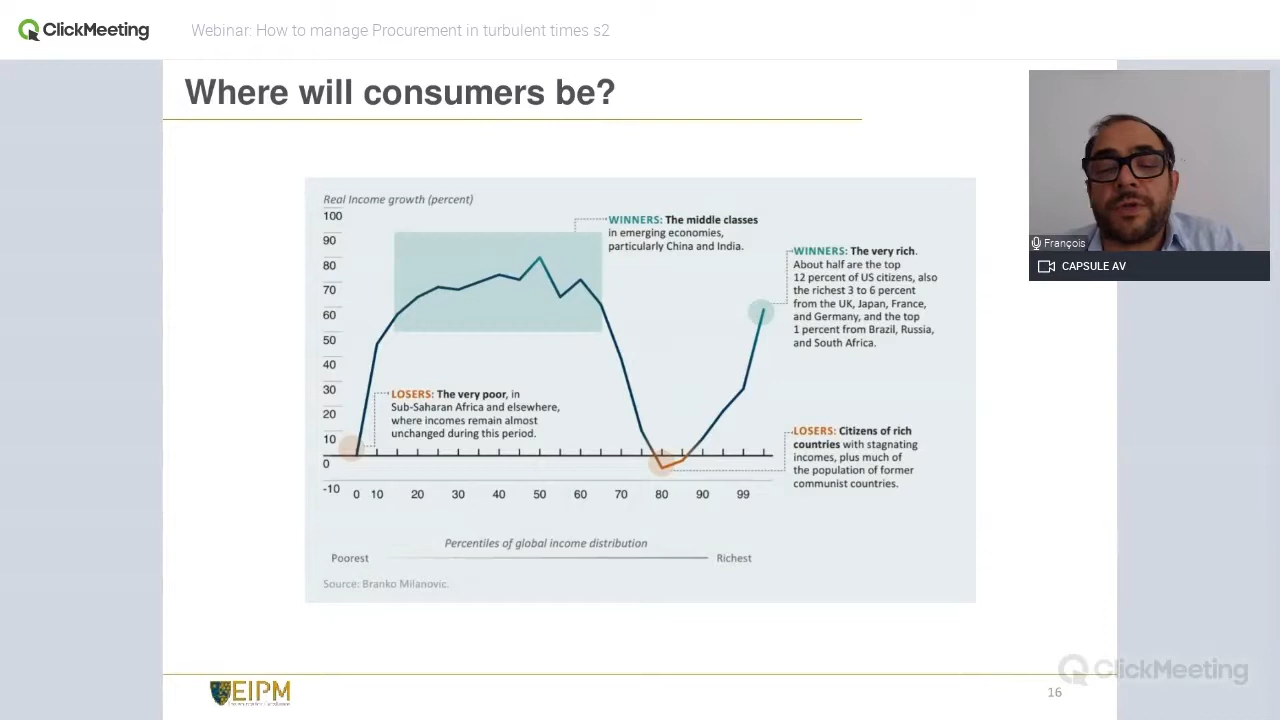 ClickMeeting
Webinar: How to manage Procurement in turbulent times s2
Where will consumers be?
François
CAPSULE AV
Real Income growth (percent)
100
90
80
70
60
50
40
30
20
10
0
-10
WINNERS: The middle classes
in emerging economies,
particularly China and India.
WINNERS: The very rich.
About half are the top
12 percent of US citizens, also
the richest 3 to 6 percent
from the UK, Japan, France,
and Germany, and the top
1 percent from Brazil, Russia,
and South Africa.
LOSERS: The very poor, in
Sub-Saharan Africa and elsewhere,
where incomes remain almost
unchanged during this period.
LOSERS: Citizens of rich
countries with stagnating
incomes, plus much of
the population of former
communist countries.
0 10 20 30 40 50 60 70 80 90 99
Percentiles of global income distribution
Poorest Richest
Source: Branko Milanovic.
ClickMeeting
EIPM
16